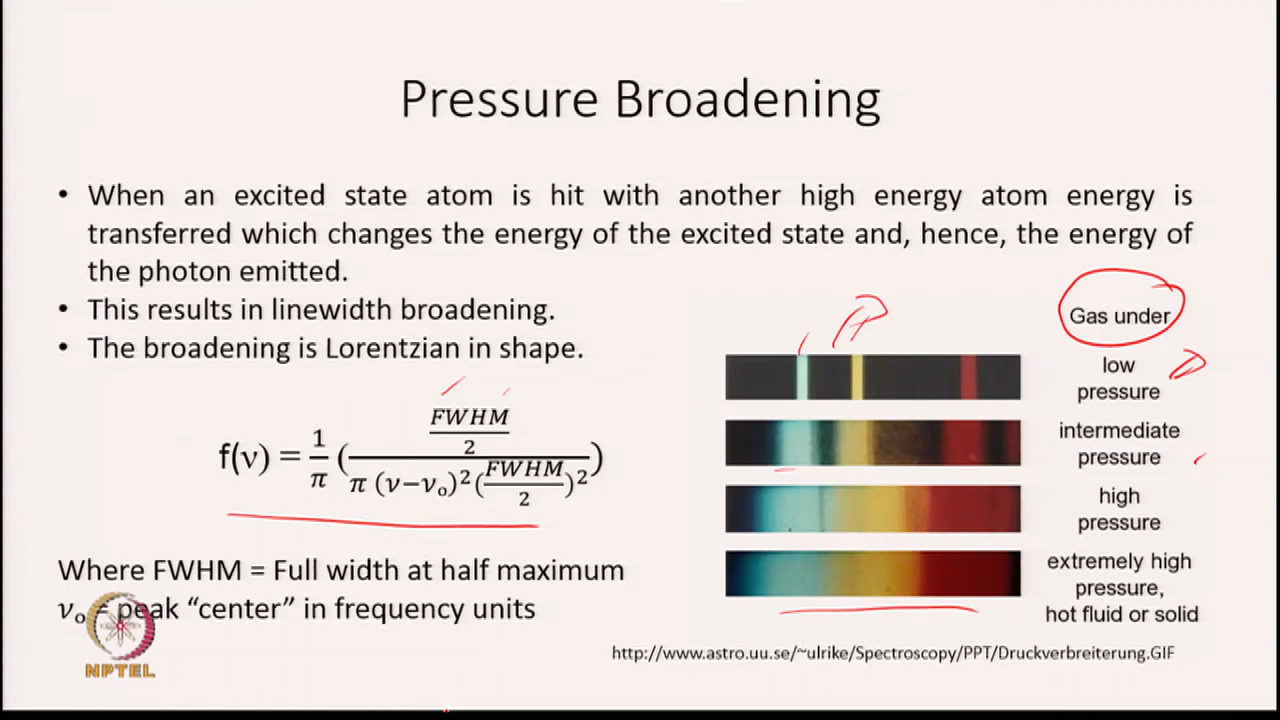 Pressure Broadening
• When an excited state atom is hit with another high energy atom energy is
transferred which changes the energy of the excited state and, hence, the energy of
the photon emitted.
• This results in linewidth broadening.
• The broadening is Lorentzian in shape.
f(ν) = 1/π ( (FWHM/2) / (π (ν−ν₀)² (FWHM/2)²) )
Where FWHM = Full width at half maximum
ν₀ = peak “center” in frequency units
Gas under
low
pressure
P
P
intermediate
pressure
high
pressure
extremely high
pressure,
hot fluid or solid
http://www.astro.uu.se/~ulrike/Spectroscopy/PPT/Druckverbreiterung.GIF
NPTEL